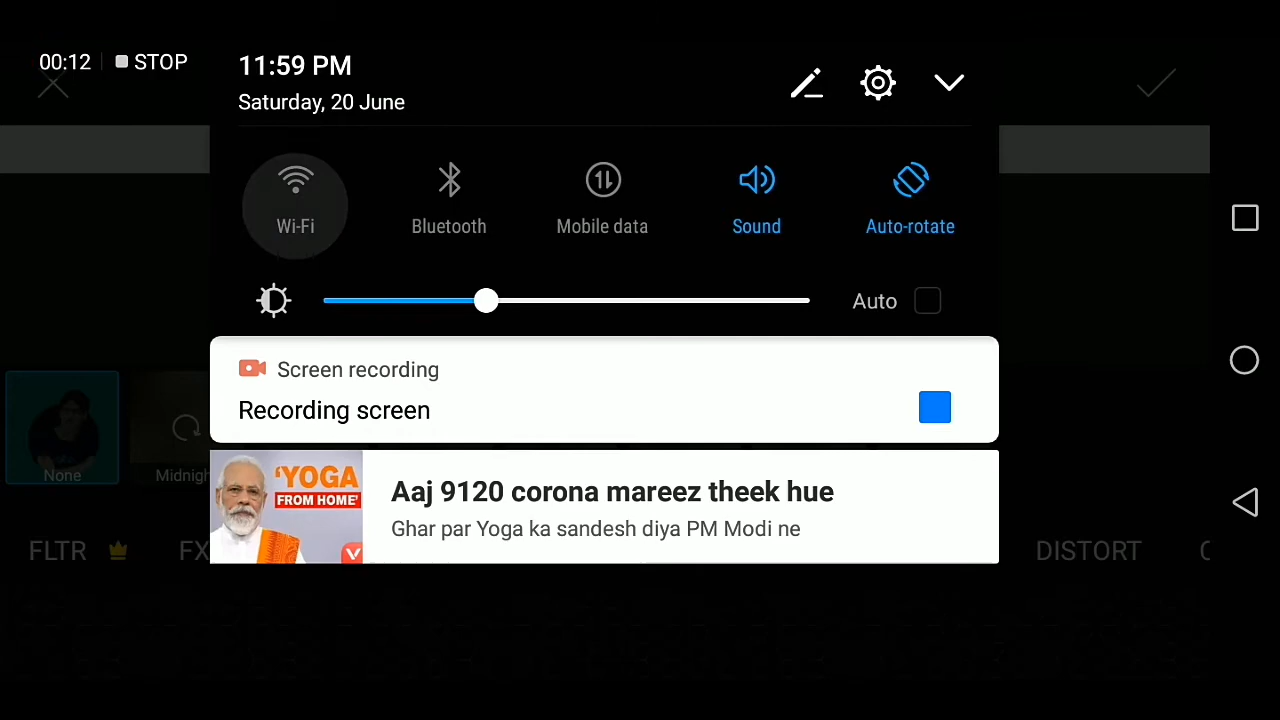 00:12 STOP
11:59 PM
Saturday, 20 June
Wi-Fi
Bluetooth
Mobile data
Sound
Auto-rotate
Auto
Screen recording
Recording screen
'YOGA
FROM HOME'
Aaj 9120 corona mareez theek hue
Ghar par Yoga ka sandesh diya PM Modi ne
None
Midnigh
FLTR
FX
DISTORT